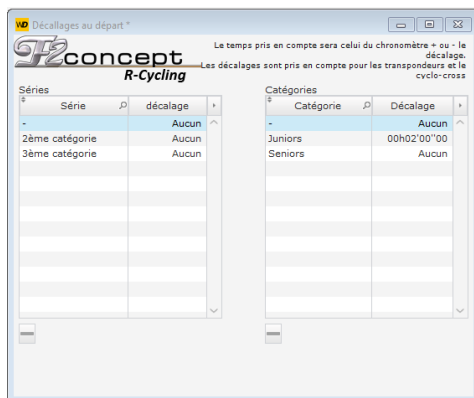 WD Décallages au départ *
F2concept
R-Cycling
Le temps pris en compte sera celui du chronomètre + ou - le
décalage.
Les décalages sont pris en compte pour les transpondeurs et le
cyclo-cross
Séries
Série décalage
- Aucun
2ème catégorie Aucun
3ème catégorie Aucun
Catégories
Catégorie Décalage
- Aucun
Juniors 00h02'00''00
Seniors Aucun